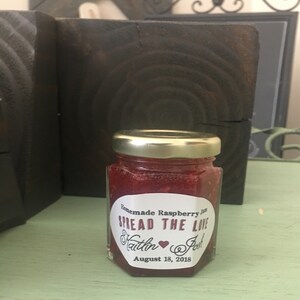 Homemade Raspberry Jam
SPREAD THE LOVE
Kaitlin ♥ Josh
August 18, 2018